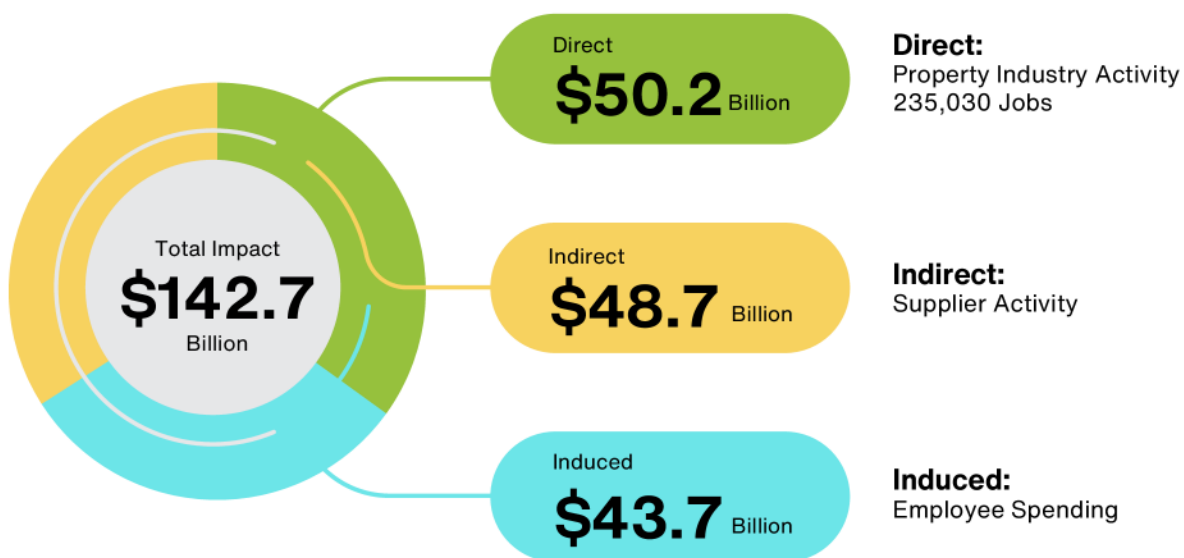 Total Impact
$142.7
Billion
Direct
$50.2 Billion
Direct:
Property Industry Activity
235,030 Jobs
Indirect
$48.7 Billion
Indirect:
Supplier Activity
Induced
$43.7 Billion
Induced:
Employee Spending